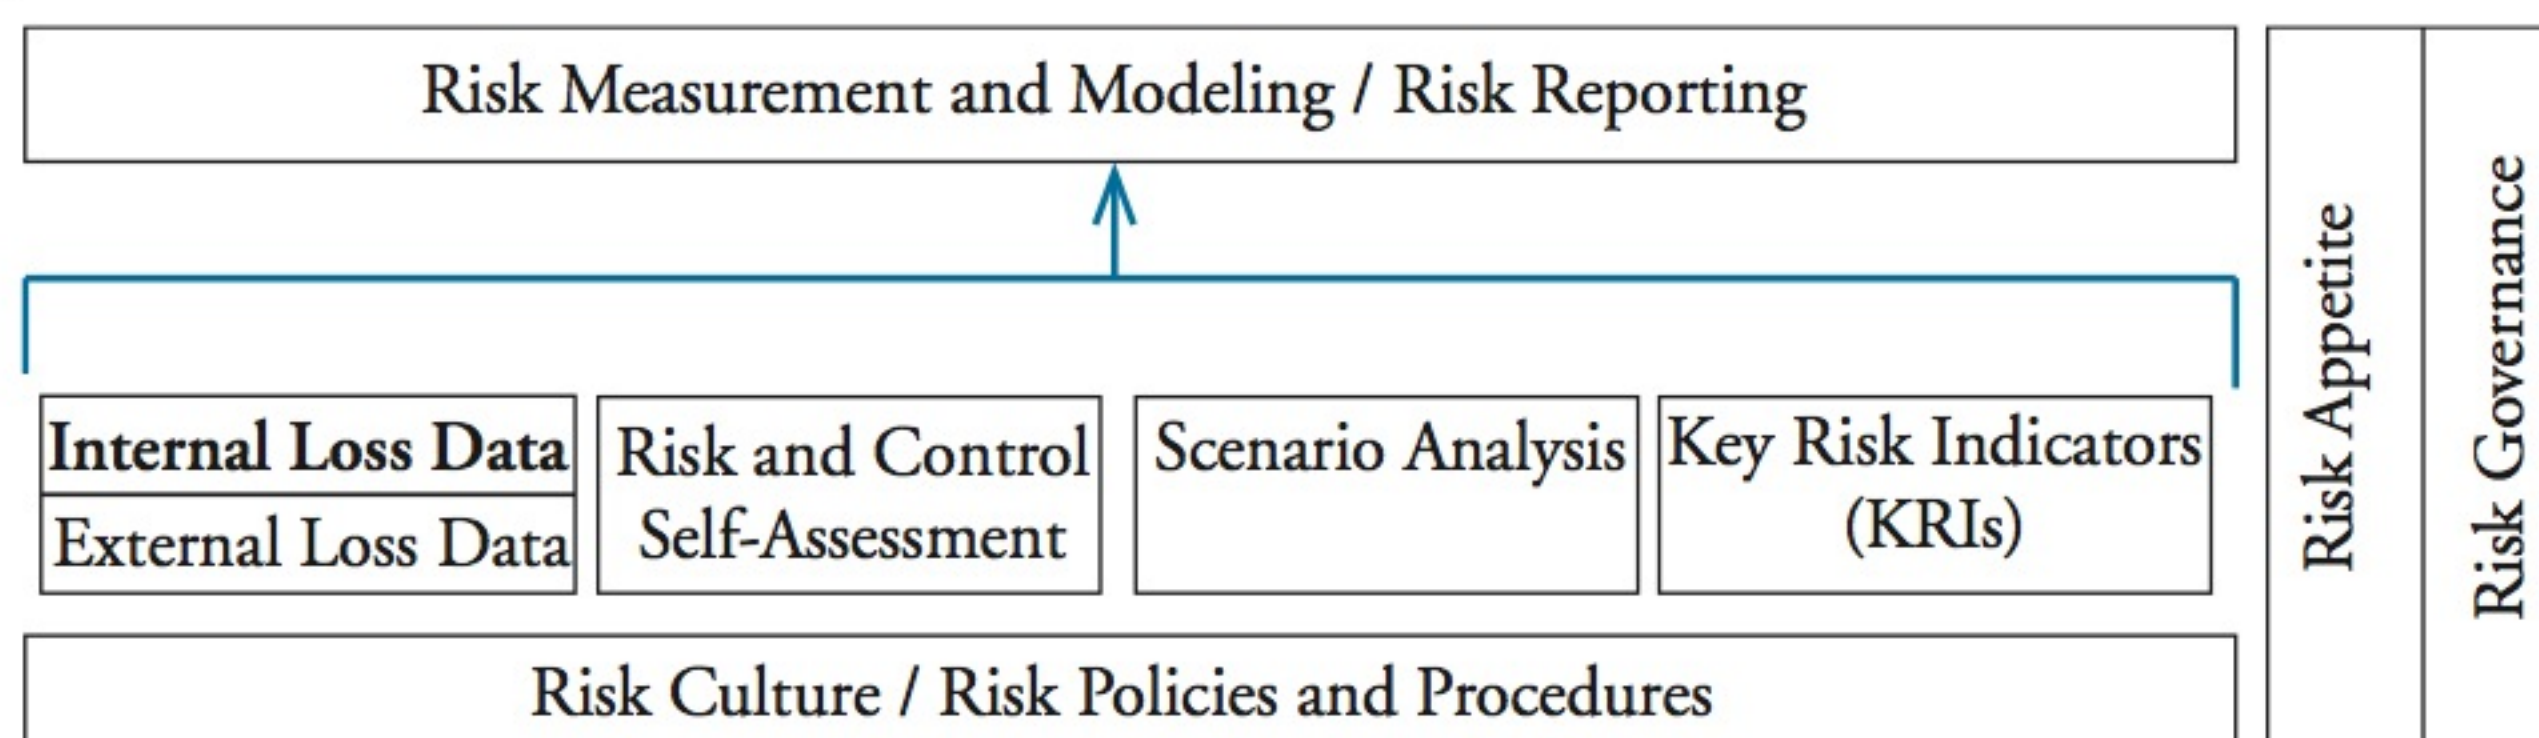 Risk Measurement and Modeling / Risk Reporting
Internal Loss Data
External Loss Data
Risk and Control
Self-Assessment
Scenario Analysis
Key Risk Indicators
(KRIs)
Risk Culture / Risk Policies and Procedures
Risk Appetite
Risk Governance